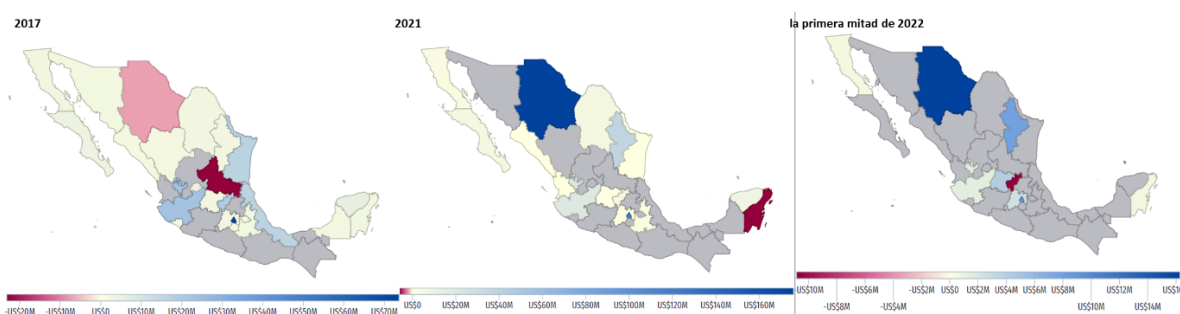 2017
2021
la primera mitad de 2022
-US$20M -US$10M US$0 US$10M US$20M US$30M US$40M US$50M US$60M US$70M
US$0 US$20M US$40M US$60M US$80M US$100M US$120M US$140M US$160M
-US$10M -US$8M -US$6M -US$4M -US$2M US$0 US$2M US$4M US$6M US$8M US$10M US$12M US$14M